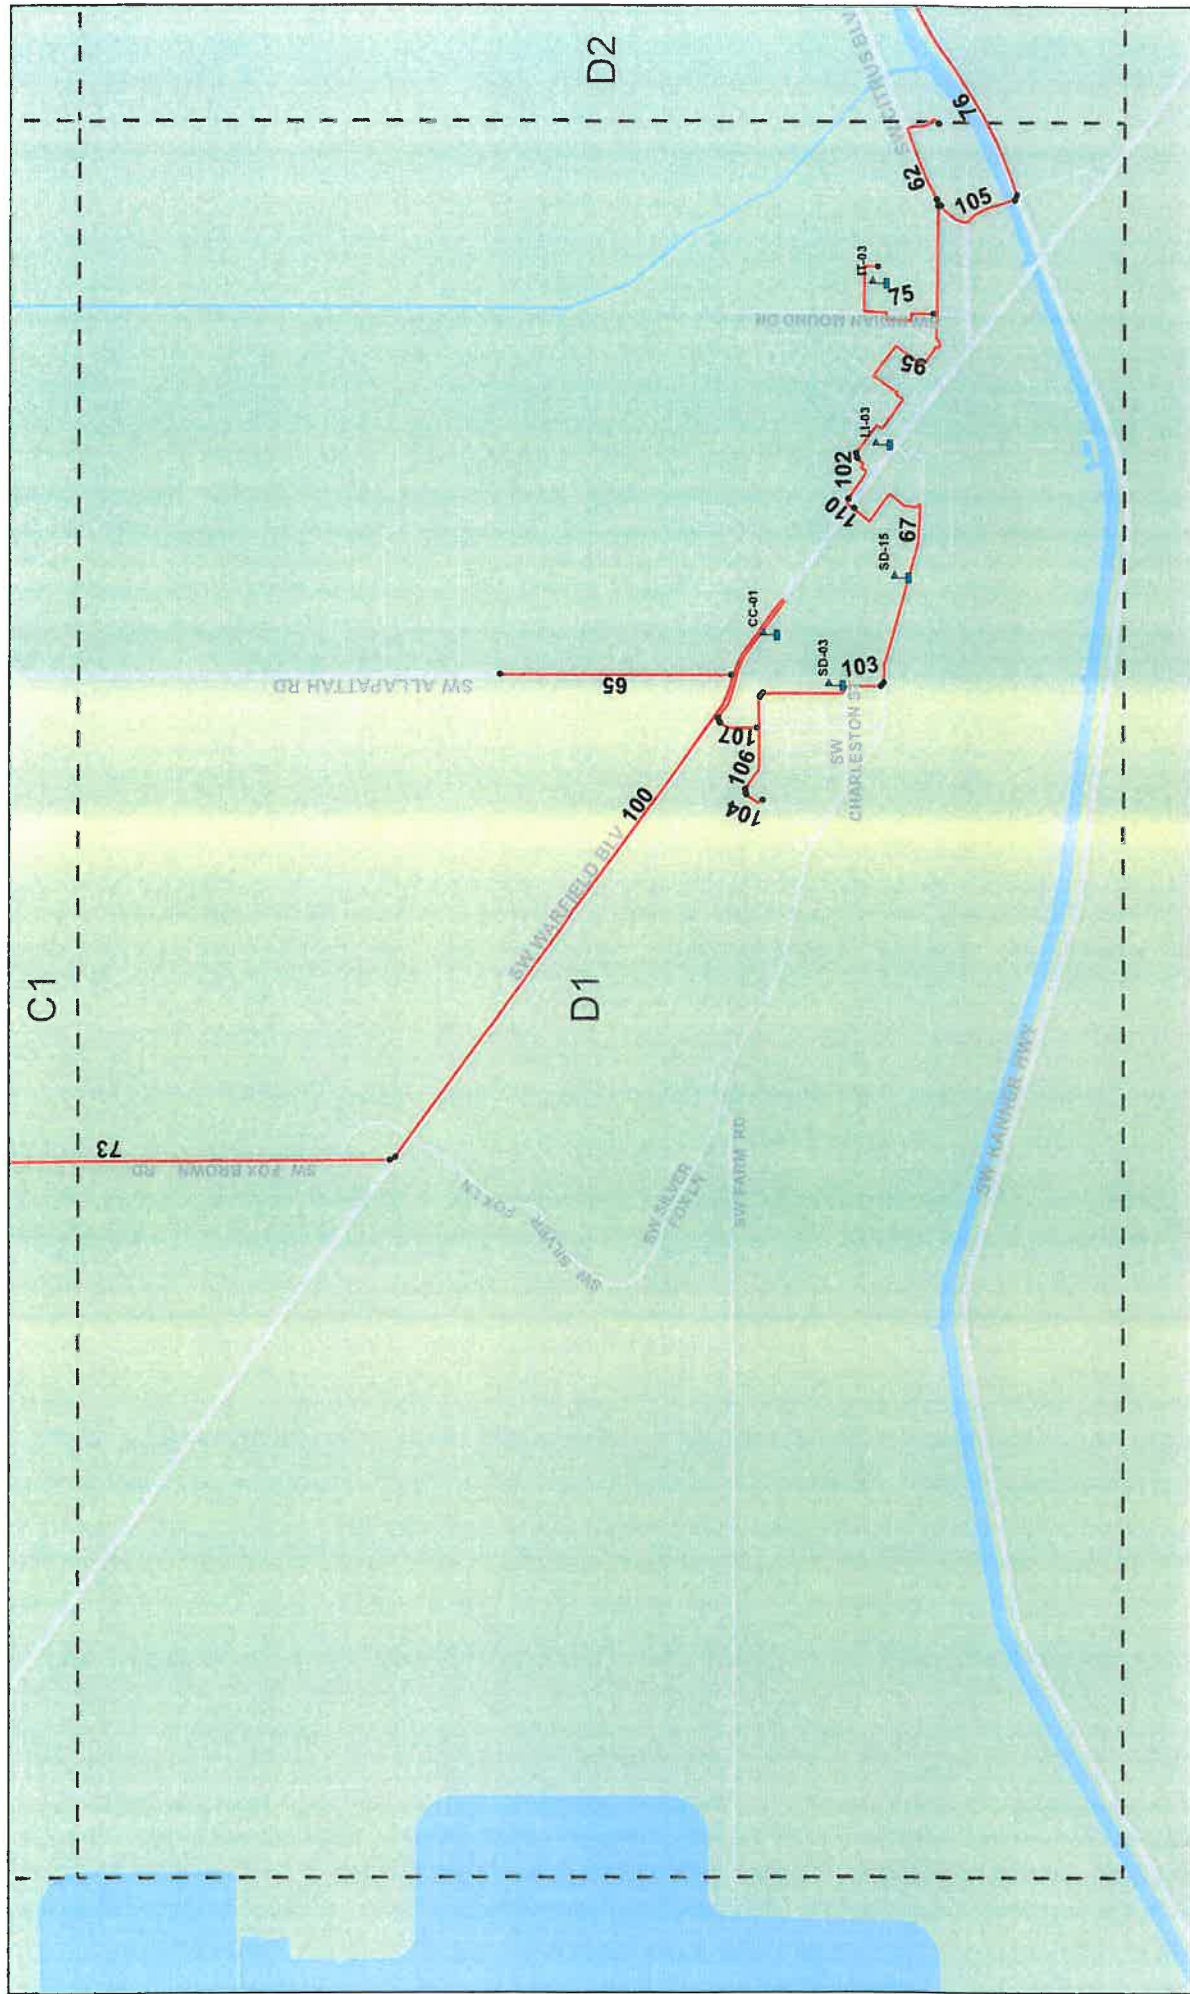 C1
D2
D1
73
SW FOX BROWN RD
SW ALLAPATTAH RD
65
100
SW WARFIELD BLV
SW SILVER FOX LN
SW SILVER
FOX LN
SW FARM RD
SW KANNER HWY
107
106
104
CC-01
SD-03
103
SW
CHARLESTON ST
SD-15
67
110
102
LI-03
95
IT-03
75
SW INDIAN MOUND DR
62
105
76
SW CITRUS BLV